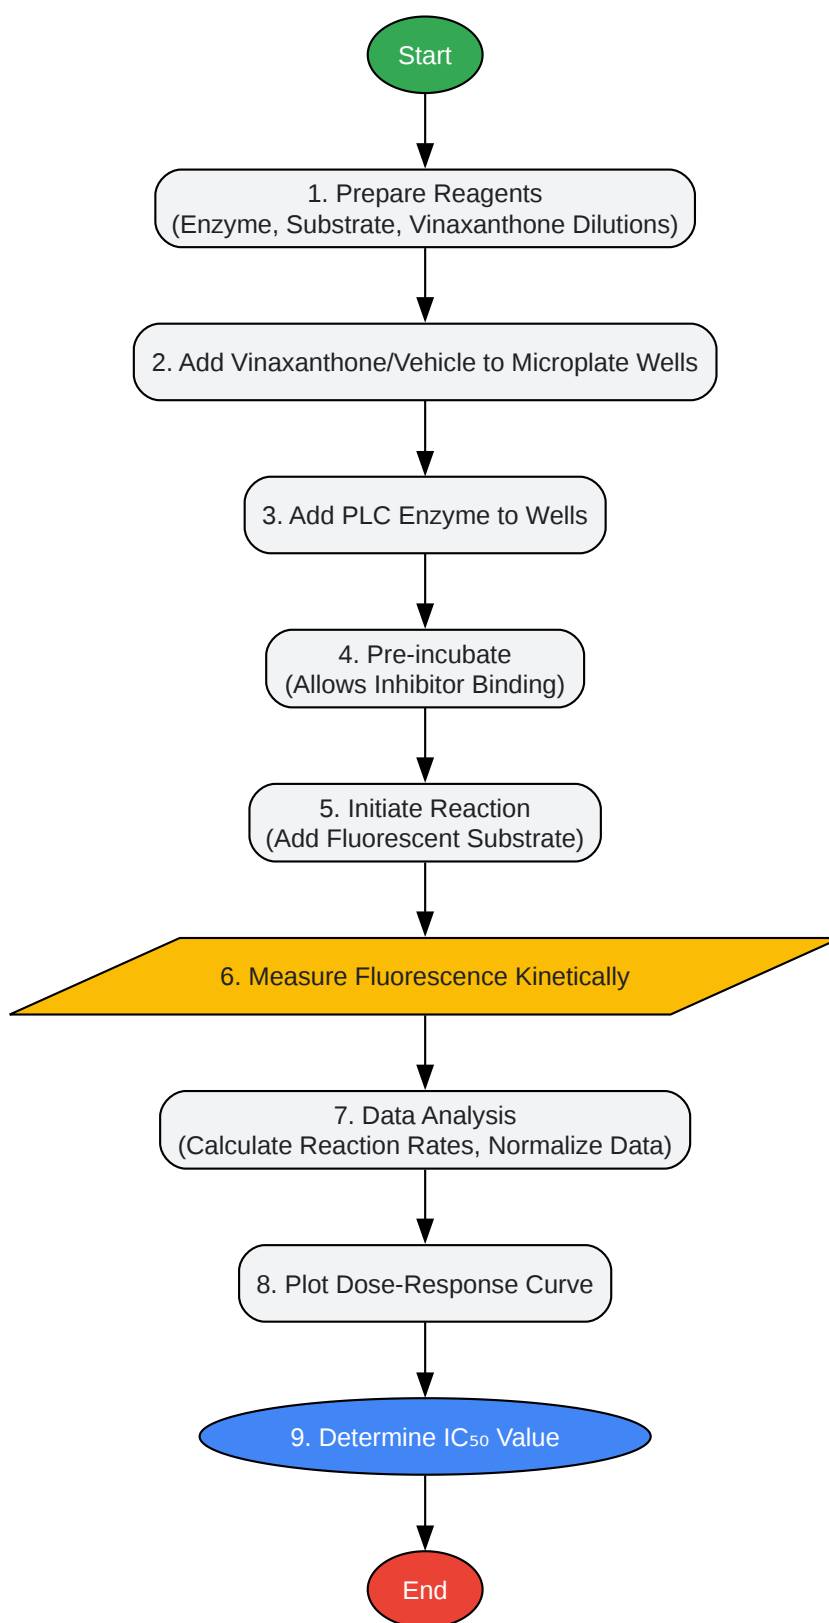 Start
1. Prepare Reagents
(Enzyme, Substrate, Vinaxanthone Dilutions)
2. Add Vinaxanthone/Vehicle to Microplate Wells
3. Add PLC Enzyme to Wells
4. Pre-incubate
(Allows Inhibitor Binding)
5. Initiate Reaction
(Add Fluorescent Substrate)
6. Measure Fluorescence Kinetically
7. Data Analysis
(Calculate Reaction Rates, Normalize Data)
8. Plot Dose-Response Curve
9. Determine IC₅₀ Value
End